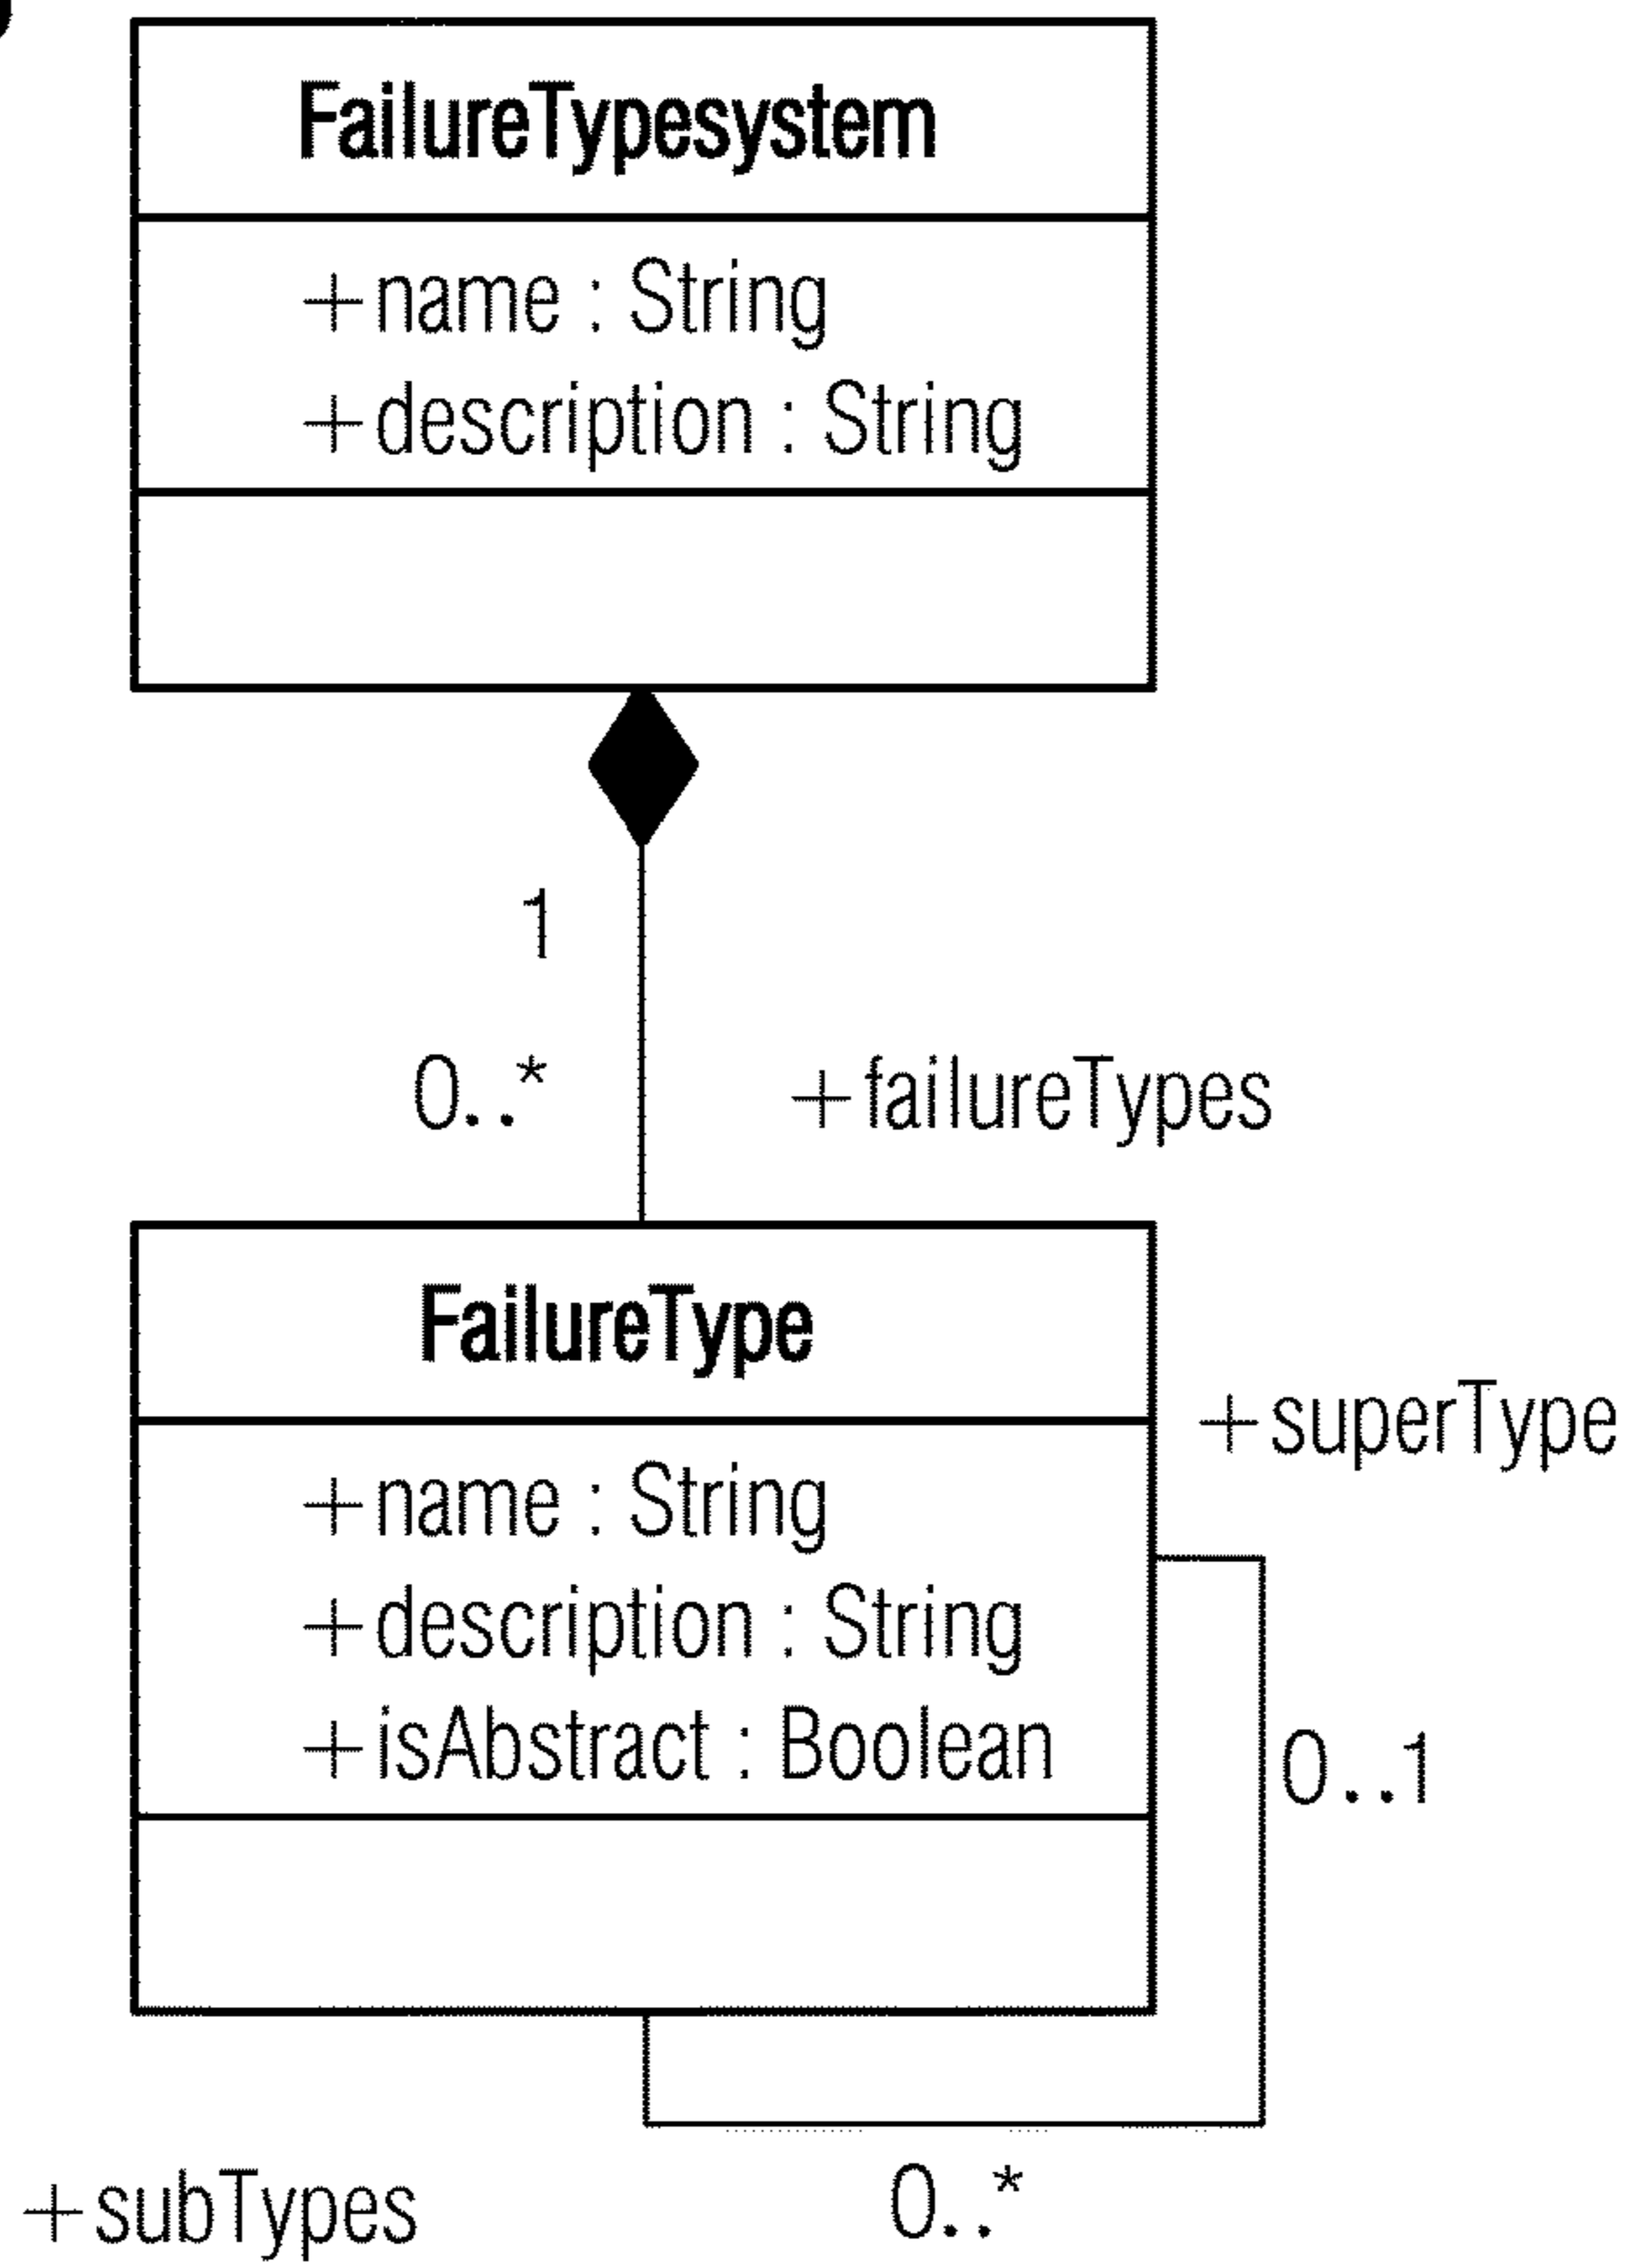 FailureTypesystem
+name : String
+description : String
1
0..*
+failureTypes
FailureType
+superType
+name : String
+description : String
+isAbstract : Boolean
0..1
+subTypes
0..*